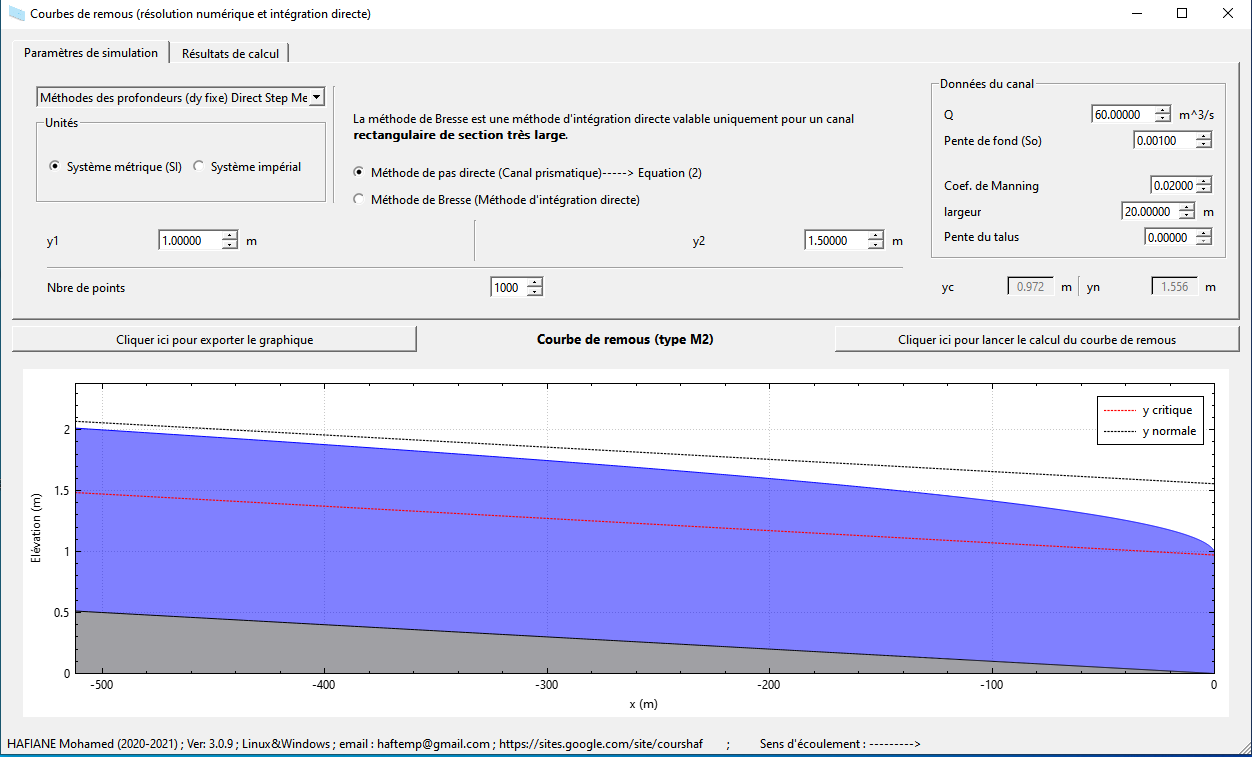 Courbes de remous (résolution numérique et intégration directe)
Paramètres de simulation
Résultats de calcul
Méthodes des profondeurs (dy fixe) Direct Step Me
Unités
Système métrique (SI)
Système impérial
La méthode de Bresse est une méthode d'intégration directe valable uniquement pour un canal
rectangulaire de section très large.
Méthode de pas directe (Canal prismatique)-----> Equation (2)
Méthode de Bresse (Méthode d'intégration directe)
y1 1.00000 m
y2 1.50000 m
Nbre de points 1000
Données du canal
Q 60.00000 m^3/s
Pente de fond (So) 0.00100
Coef. de Manning 0.02000
largeur 20.00000 m
Pente du talus 0.00000
yc 0.972 m yn 1.556 m
Cliquer ici pour exporter le graphique
Courbe de remous (type M2)
Cliquer ici pour lancer le calcul du courbe de remous
y critique
y normale
Elévation (m)
2
1.5
1
0.5
0
-500 -400 -300 -200 -100 0
x (m)
HAFIANE Mohamed (2020-2021) ; Ver: 3.0.9 ; Linux&Windows ; email : haftemp@gmail.com ; https://sites.google.com/site/courshaf ; Sens d'écoulement : --------->